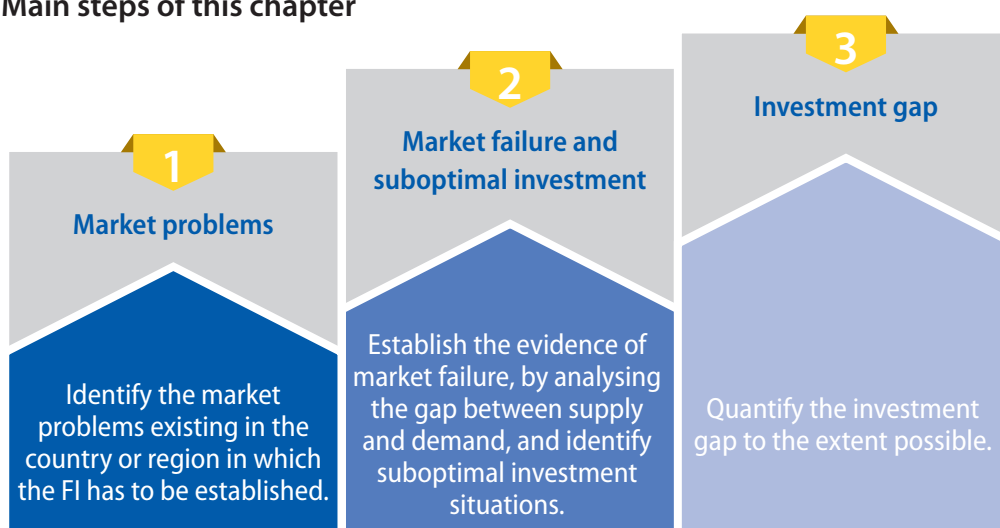 Main steps of this chapter
1
Market problems
Identify the market
problems existing in the
country or region in which
the FI has to be established.
2
Market failure and
suboptimal investment
Establish the evidence of
market failure, by analysing
the gap between supply
and demand, and identify
suboptimal investment
situations.
3
Investment gap
Quantify the investment
gap to the extent possible.